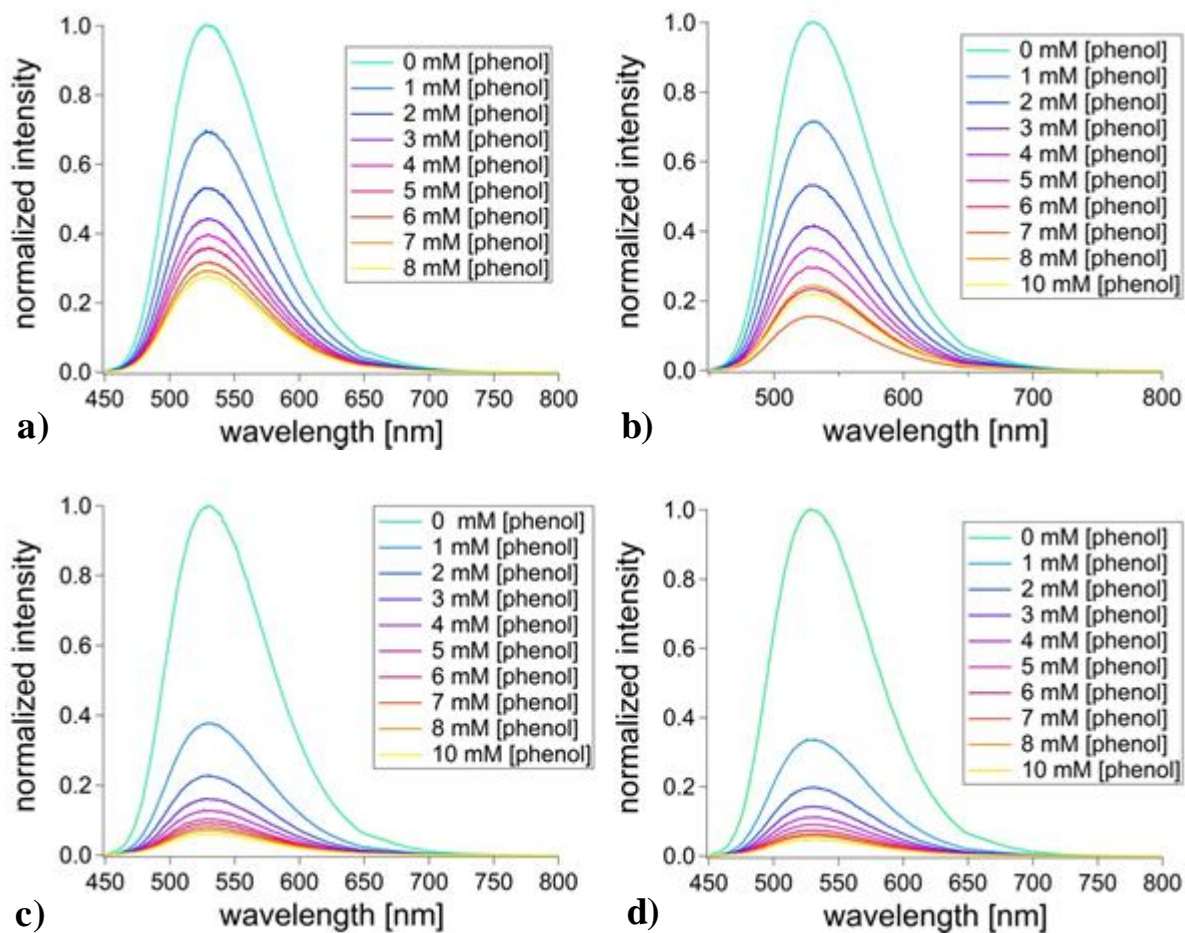 normalized intensity
1.0
0.8
0.6
0.4
0.2
0.0
0 mM [phenol]
1 mM [phenol]
2 mM [phenol]
3 mM [phenol]
4 mM [phenol]
5 mM [phenol]
6 mM [phenol]
7 mM [phenol]
8 mM [phenol]
450 500 550 600 650 700 750 800
wavelength [nm]
a)
normalized intensity
1.0
0.8
0.6
0.4
0.2
0.0
0 mM [phenol]
1 mM [phenol]
2 mM [phenol]
3 mM [phenol]
4 mM [phenol]
5 mM [phenol]
6 mM [phenol]
7 mM [phenol]
8 mM [phenol]
10 mM [phenol]
500 600 700 800
wavelength [nm]
b)
normalized intensity
1.0
0.8
0.6
0.4
0.2
0.0
0 mM [phenol]
1 mM [phenol]
2 mM [phenol]
3 mM [phenol]
4 mM [phenol]
5 mM [phenol]
6 mM [phenol]
7 mM [phenol]
8 mM [phenol]
10 mM [phenol]
450 500 550 600 650 700 750 800
wavelength [nm]
c)
normalized intensity
1.0
0.8
0.6
0.4
0.2
0.0
0 mM [phenol]
1 mM [phenol]
2 mM [phenol]
3 mM [phenol]
4 mM [phenol]
5 mM [phenol]
6 mM [phenol]
7 mM [phenol]
8 mM [phenol]
10 mM [phenol]
450 500 550 600 650 700 750 800
wavelength [nm]
d)